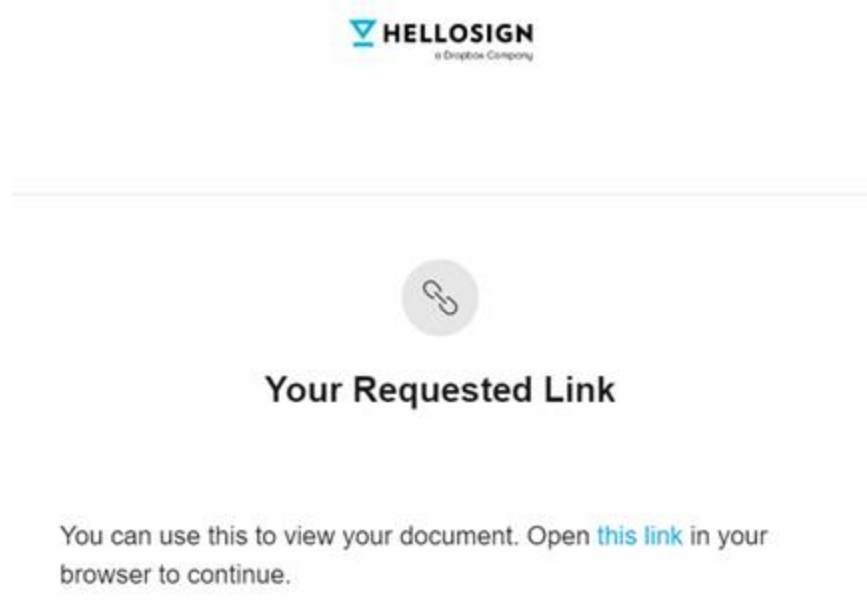 HELLOSIGN
a Dropbox Company
Your Requested Link
You can use this to view your document. Open this link in your
browser to continue.